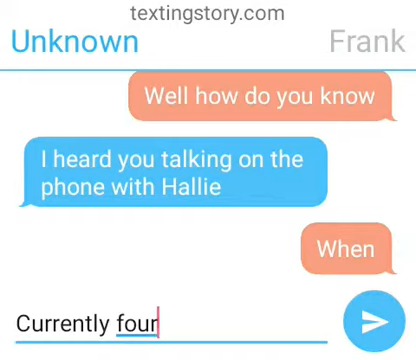 textingstory.com
Unknown
Frank
Well how do you know
I heard you talking on the
phone with Hallie
When
Currently four